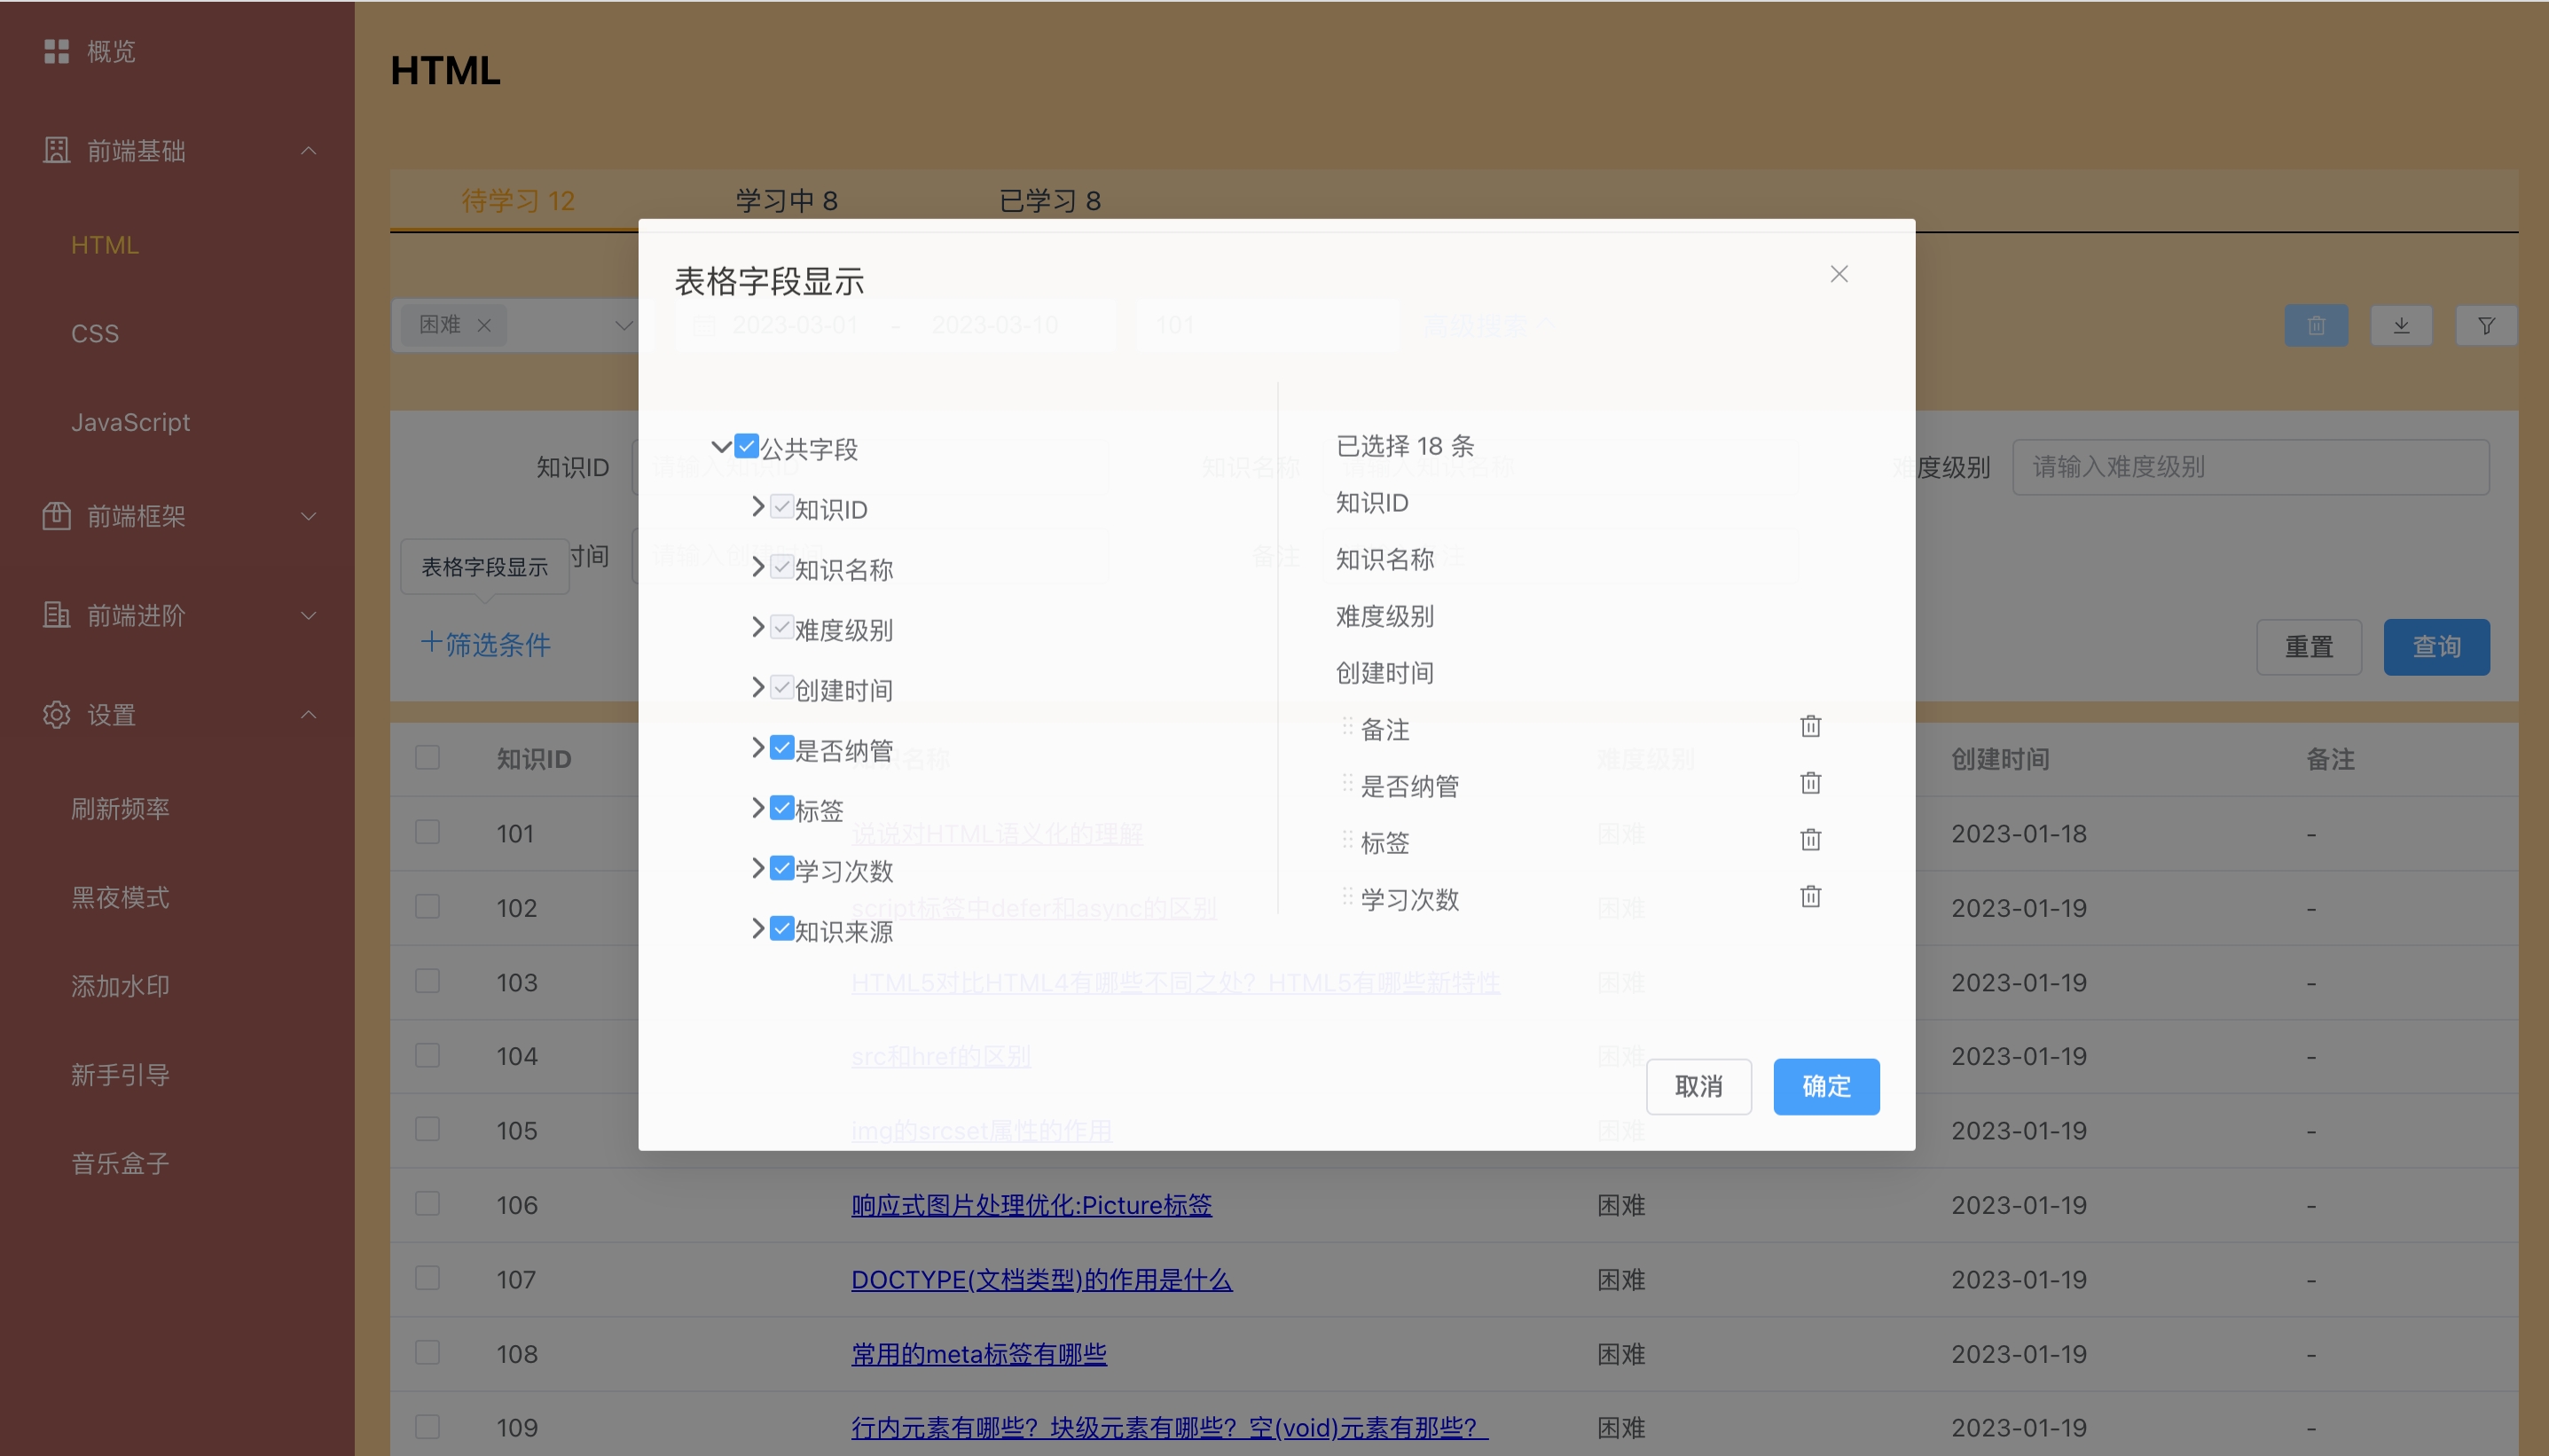 概览
前端基础
HTML
CSS
JavaScript
前端框架
前端进阶
设置
刷新频率
黑夜模式
添加水印
新手引导
音乐盒子
HTML
待学习 12
学习中 8
已学习 8
困难
2023-03-01 - 2023-03-10
101
高级搜索
知识ID
请输入知识ID
知识名称
请输入知识名称
难度级别
请输入难度级别
时间
请输入创建时间
备注
表格字段显示
筛选条件
重置
查询
表格字段显示
公共字段
知识ID
知识名称
难度级别
创建时间
是否纳管
标签
学习次数
知识来源
已选择 18 条
知识ID
知识名称
难度级别
创建时间
备注
是否纳管
标签
学习次数
取消
确定
知识ID 名称 难度级别 创建时间 备注
101 说说对HTML语义化的理解 困难 2023-01-18 -
102 script标签中defer和async的区别 困难 2023-01-19 -
103 HTML5对比HTML4有哪些不同之处？HTML5有哪些新特性 困难 2023-01-19 -
104 src和href的区别 困难 2023-01-19 -
105 img的srcset属性的作用 困难 2023-01-19 -
106 响应式图片处理优化:Picture标签 困难 2023-01-19 -
107 DOCTYPE(文档类型)的作用是什么 困难 2023-01-19 -
108 常用的meta标签有哪些 困难 2023-01-19 -
109 行内元素有哪些？块级元素有哪些？空(void)元素有那些？ 困难 2023-01-19 -